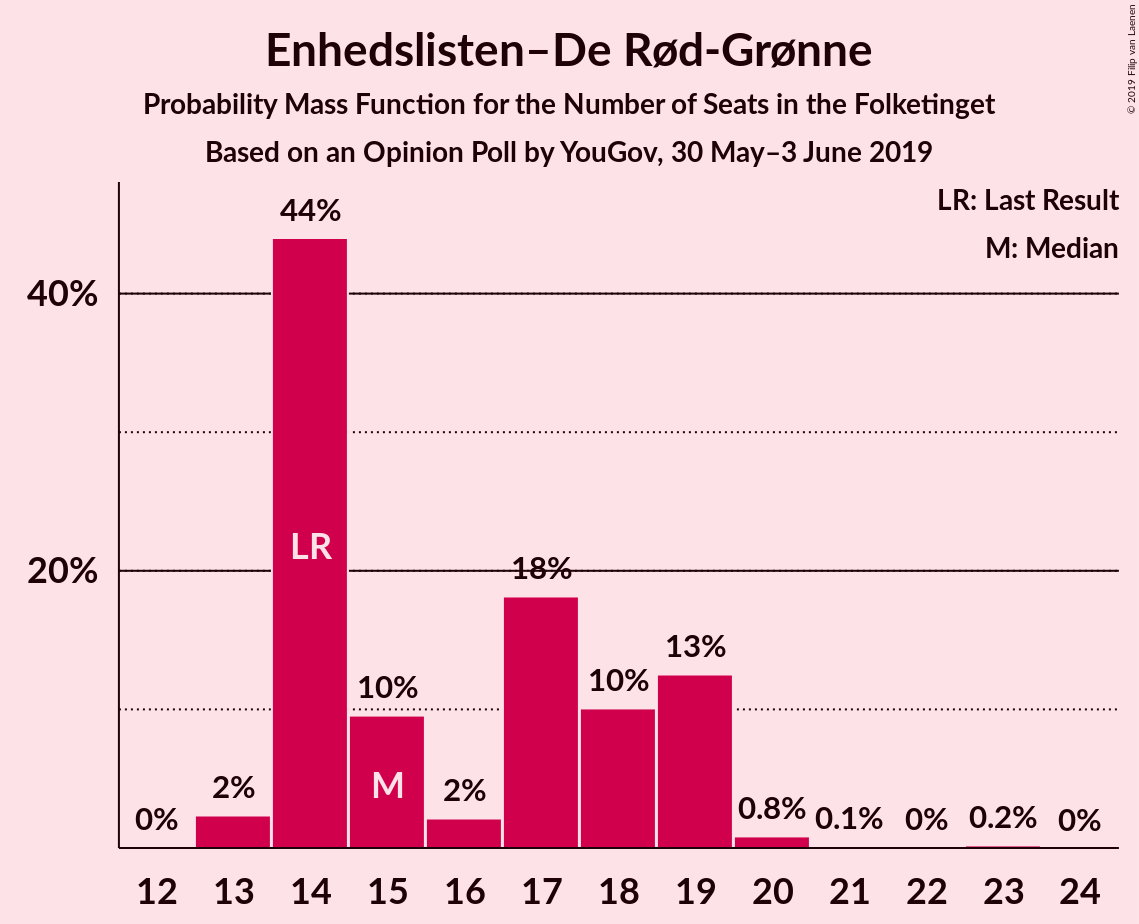 Enhedslisten–De Rød-Grønne
Probability Mass Function for the Number of Seats in the Folketinget
Based on an Opinion Poll by YouGov, 30 May–3 June 2019
© 2019 Filip van Laenen
LR: Last Result
M: Median
40%
20%
0%
2%
44%
10%
2%
18%
10%
13%
0.8%
0.1%
0%
0.2%
0%
LR
M
12 13 14 15 16 17 18 19 20 21 22 23 24